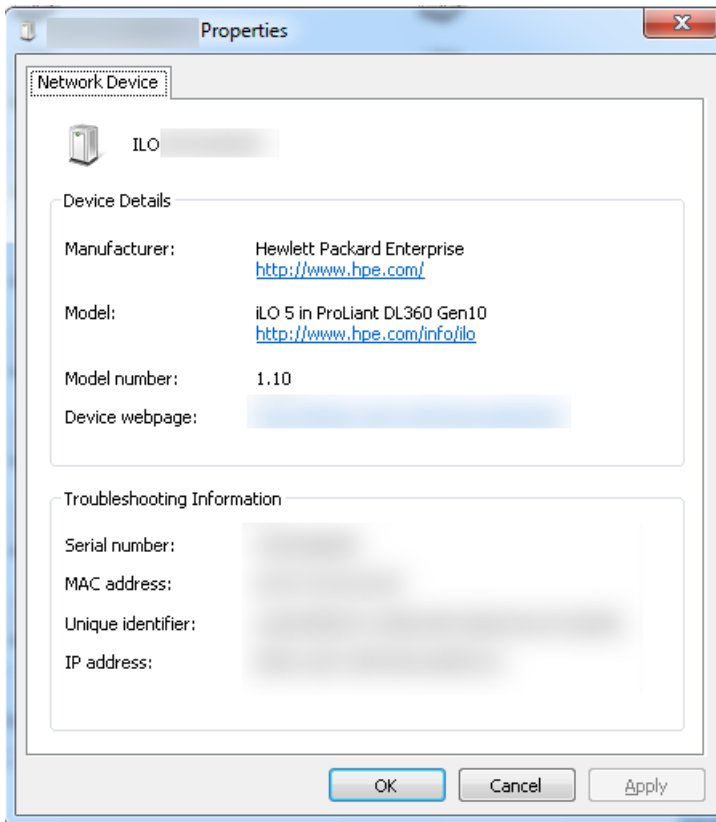 Properties
Network Device
ILO
Device Details
Manufacturer: Hewlett Packard Enterprise
http://www.hpe.com/
Model: iLO 5 in ProLiant DL360 Gen10
http://www.hpe.com/info/ilo
Model number: 1.10
Device webpage:
Troubleshooting Information
Serial number:
MAC address:
Unique identifier:
IP address:
OK Cancel Apply